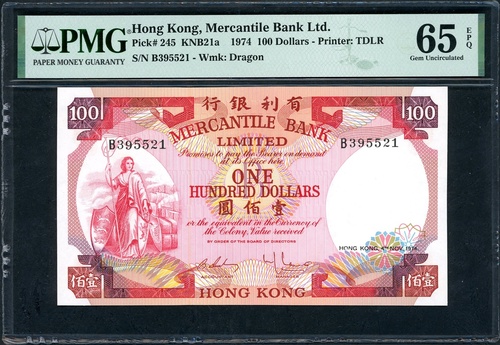 PMG
PAPER MONEY GUARANTY
Hong Kong, Mercantile Bank Ltd.
Pick# 245 KNB21a 1974 100 Dollars - Printer: TDLR
S/N B395521 - Wmk: Dragon
65 EPQ
Gem Uncirculated
100
行銀利有
100
MERCANTILE BANK
LIMITED
B395521
B395521
Promises to pay the Bearer on demand
at its Office here
ONE
HUNDRED DOLLARS
圓佰壹
or the equivalent in the Currency of
the Colony, Value received
BY ORDER OF THE BOARD OF DIRECTORS
HONG KONG, 4TH NOV. 1974
佰壹
HONG KONG
佰壹